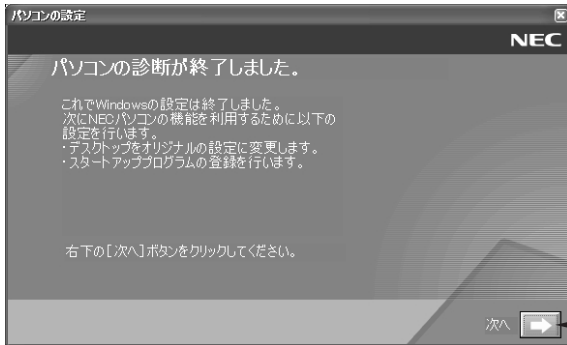 パソコンの設定
NEC
パソコンの診断が終了しました。
これでWindowsの設定は終了しました。
次にNECパソコンの機能を利用するために以下の
設定を行います。
・デスクトップをオリジナルの設定に変更します。
・スタートアッププログラムの登録を行います。
右下の[次へ]ボタンをクリックしてください。
次へ